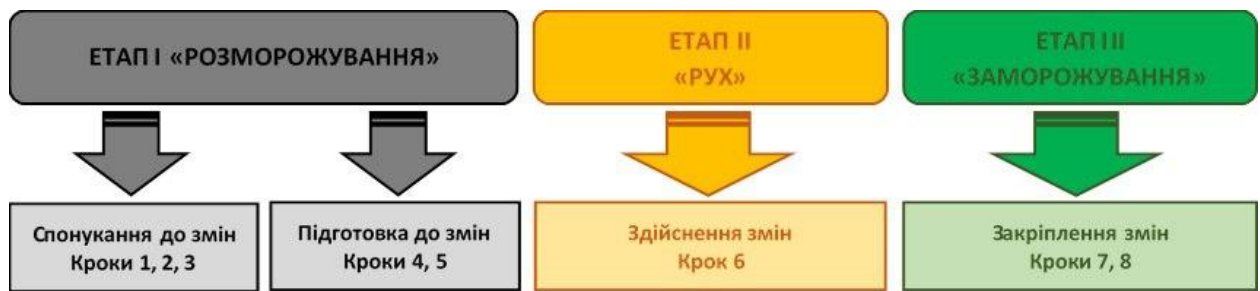 ЕТАП І «РОЗМОРОЖУВАННЯ»
ЕТАП ІІ
«РУХ»
ЕТАП ІІІ
«ЗАМОРОЖУВАННЯ»
Спонукання до змін
Кроки 1, 2, 3
Підготовка до змін
Кроки 4, 5
Здійснення змін
Крок 6
Закріплення змін
Кроки 7, 8